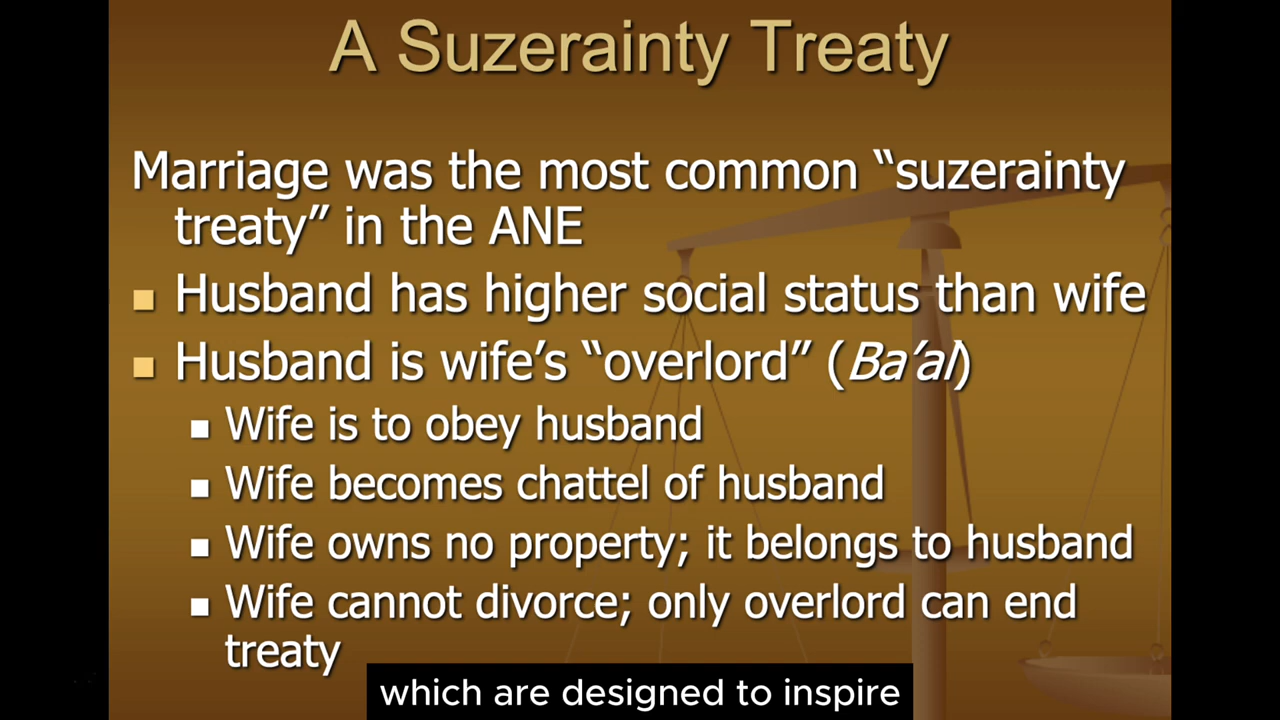 A Suzerainty Treaty
Marriage was the most common “suzerainty
treaty” in the ANE
Husband has higher social status than wife
Husband is wife’s “overlord” (Ba’al)
Wife is to obey husband
Wife becomes chattel of husband
Wife owns no property; it belongs to husband
Wife cannot divorce; only overlord can end
treaty
which are designed to inspire